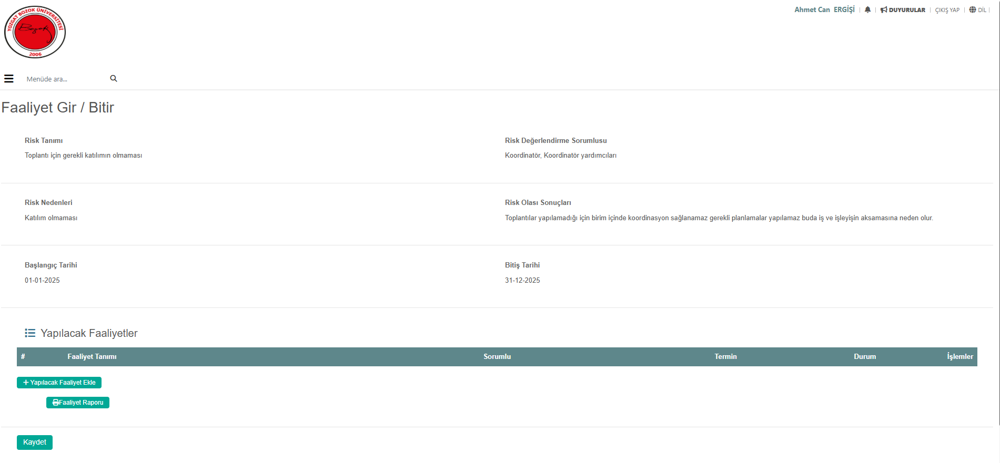 YOZGAT BOZOK ÜNİVERSİTESİ
Bozok
2006
Ahmet Can ERGİŞİ | | DUYURULAR | ÇIKIŞ YAP | DİL |
Menüde ara...
Faaliyet Gir / Bitir
Risk Tanımı
Toplantı için gerekli katılımın olmaması
Risk Değerlendirme Sorumlusu
Koordinatör, Koordinatör yardımcıları
Risk Nedenleri
Katılım olmaması
Risk Olası Sonuçları
Toplantılar yapılamadığı için birim içinde koordinasyon sağlanamaz gerekli planlamalar yapılamaz buda iş ve işleyişin aksamasına neden olur.
Başlangıç Tarihi
01-01-2025
Bitiş Tarihi
31-12-2025
Yapılacak Faaliyetler
# Faaliyet Tanımı Sorumlu Termin Durum İşlemler
+ Yapılacak Faaliyet Ekle
Faaliyet Raporu
Kaydet